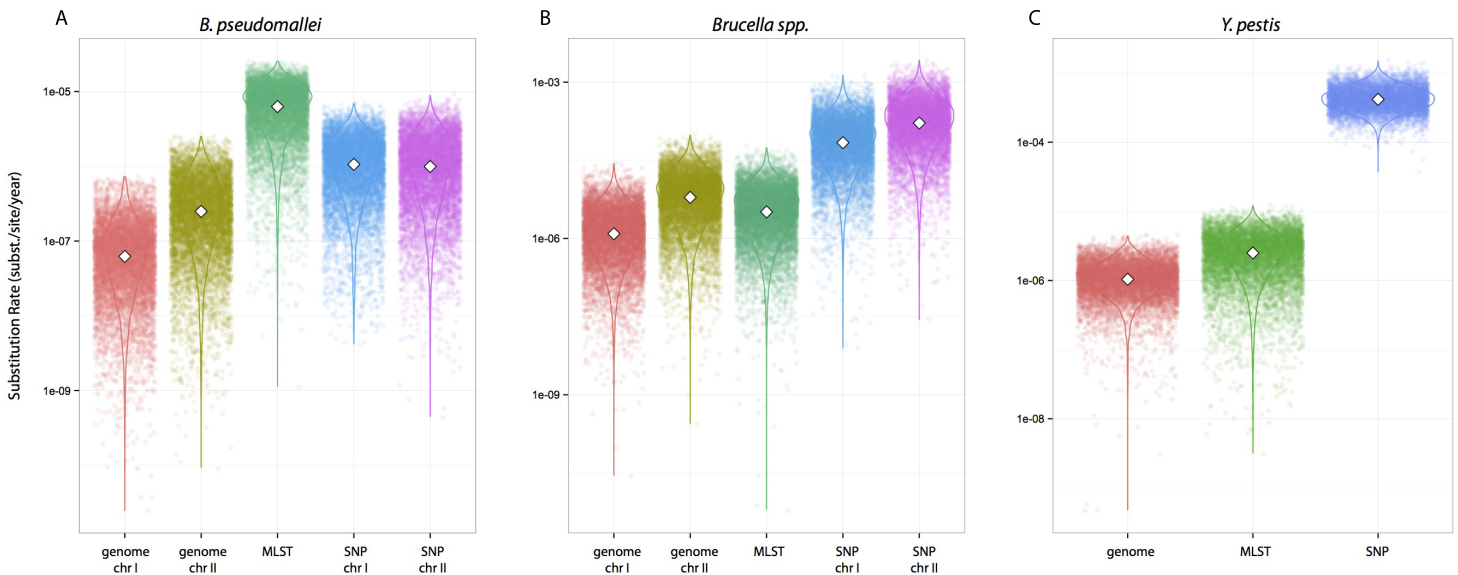 A
B. pseudomallei
Substitution Rate (subst./site/year)
1e-05
1e-07
1e-09
genome
chr I
genome
chr II
MLST
SNP
chr I
SNP
chr II
B
Brucella spp.
1e-03
1e-06
1e-09
genome
chr I
genome
chr II
MLST
SNP
chr I
SNP
chr II
C
Y. pestis
1e-04
1e-06
1e-08
genome
MLST
SNP